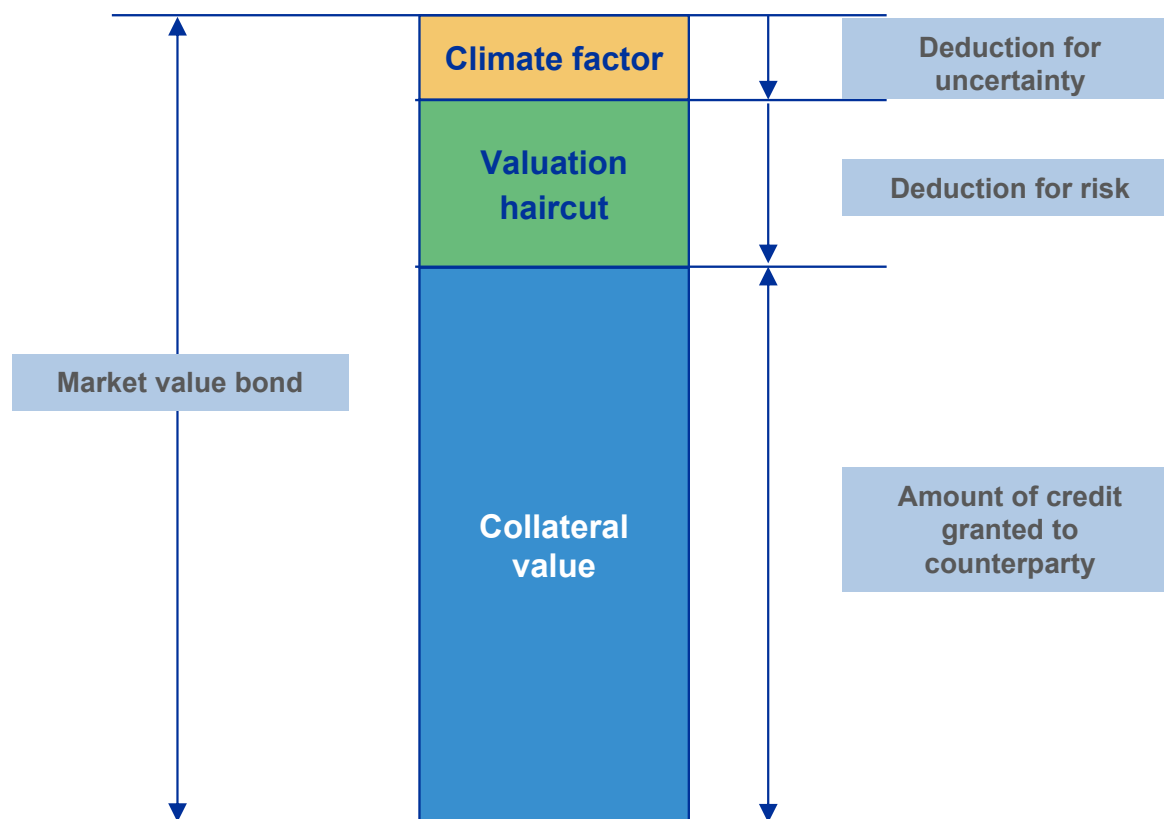 Climate factor
Deduction for
uncertainty
Valuation
haircut
Deduction for risk
Market value bond
Collateral
value
Amount of credit
granted to
counterparty